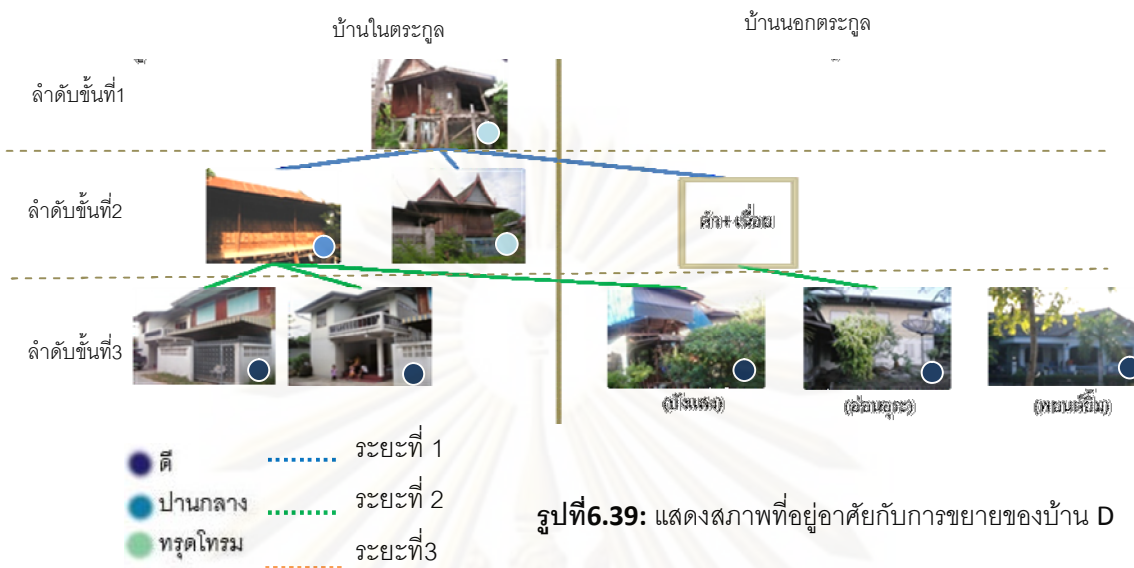 บ้านในตระกูล
บ้านนอกตระกูล
ลำดับขั้นที่1
ลำดับขั้นที่2
ลำดับขั้นที่3
ดี
ปานกลาง
ทรุดโทรม
ระยะที่ 1
ระยะที่ 2
ระยะที่3
รูปที่6.39: แสดงสภาพที่อยู่อาศัยกับการขยายของบ้าน D